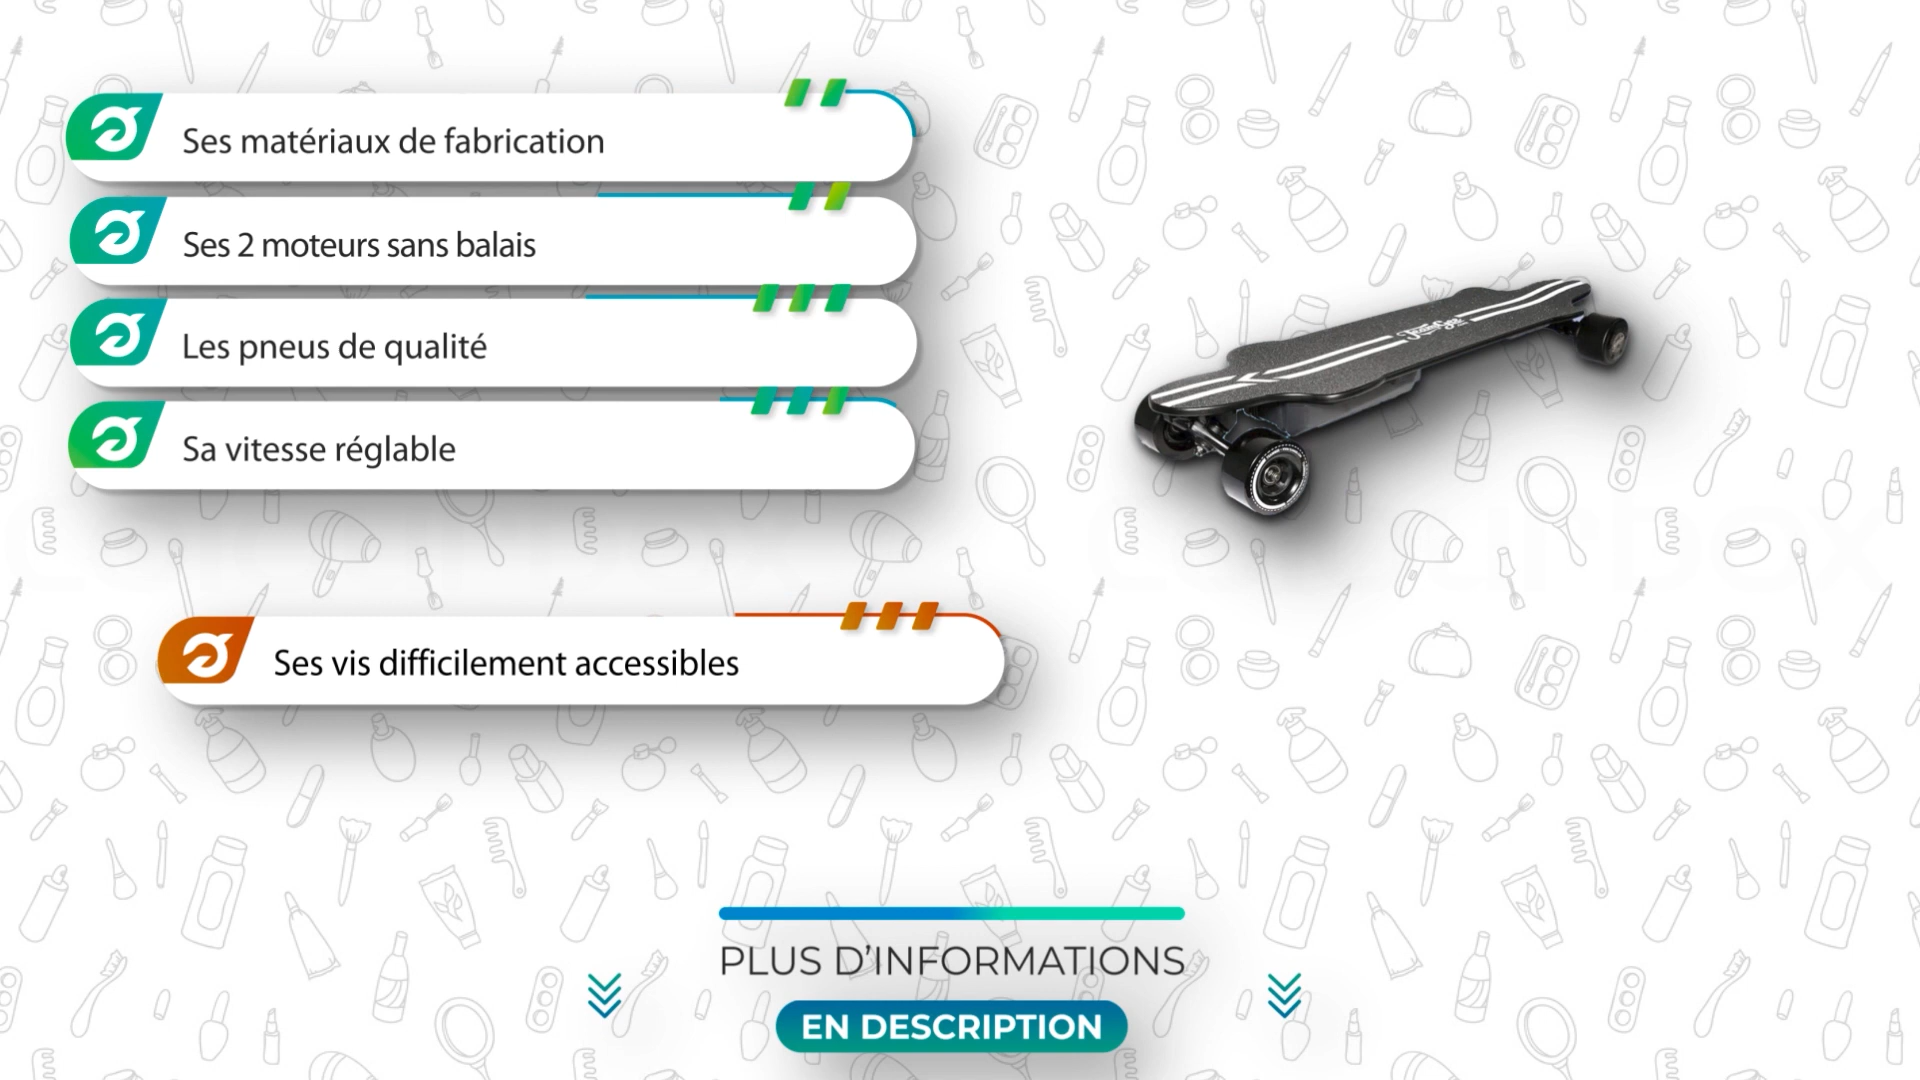 Ses matériaux de fabrication
Ses 2 moteurs sans balais
Les pneus de qualité
Sa vitesse réglable
TeamGee
Ses vis difficilement accessibles
PLUS D’INFORMATIONS
EN DESCRIPTION